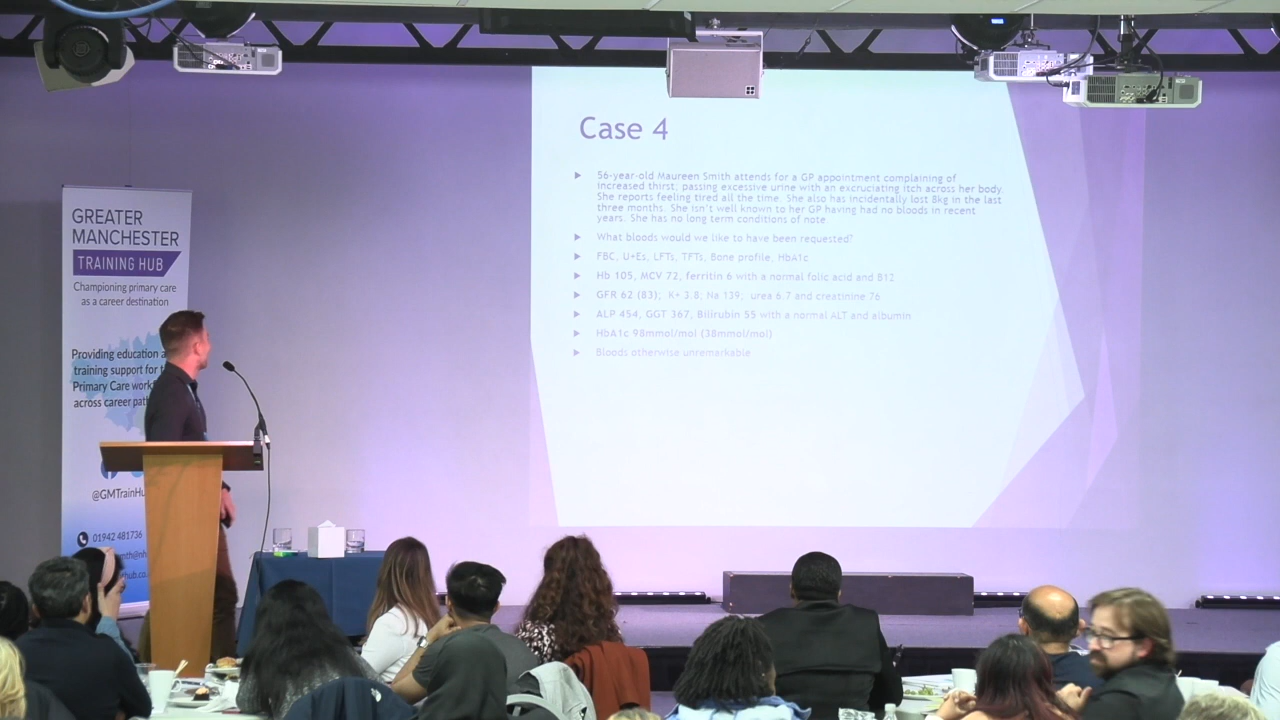 Case 4
56-year-old Maureen Smith attends for a GP appointment complaining of
increased thirst; passing excessive urine with an excruciating itch across her body.
She reports feeling tired all the time. She also has incidentally lost 8kg in the last
three months. She isn't well known to her GP having had no bloods in recent
years. She has no long term conditions of note
What bloods would we like to have been requested?
FBC, U+Es, LFTs, TFTs, Bone profile, HbA1c
Hb 105, MCV 72, ferritin 6 with a normal folic acid and B12
GFR 62 (83); K+ 3.8; Na 139; urea 6.7 and creatinine 76
ALP 454, GGT 367, Bilirubin 55 with a normal ALT and albumin
HbA1c 98mmol/mol (38mmol/mol)
Bloods otherwise unremarkable
GREATER
MANCHESTER
TRAINING HUB
Championing primary care
as a career destination
Providing education a
training support for t
Primary Care work
across career pat
@GMTrainHu
01942 481736
mth@nh
hub.co